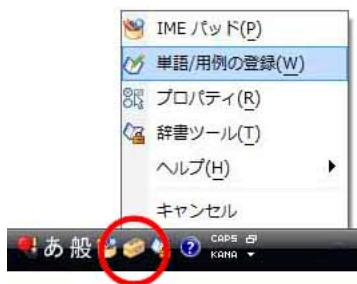 IME パッド(P)
単語/用例の登録(W)
プロパティ(R)
辞書ツール(T)
ヘルプ(H)
キャンセル
あ 般 ? CAPS
KANA